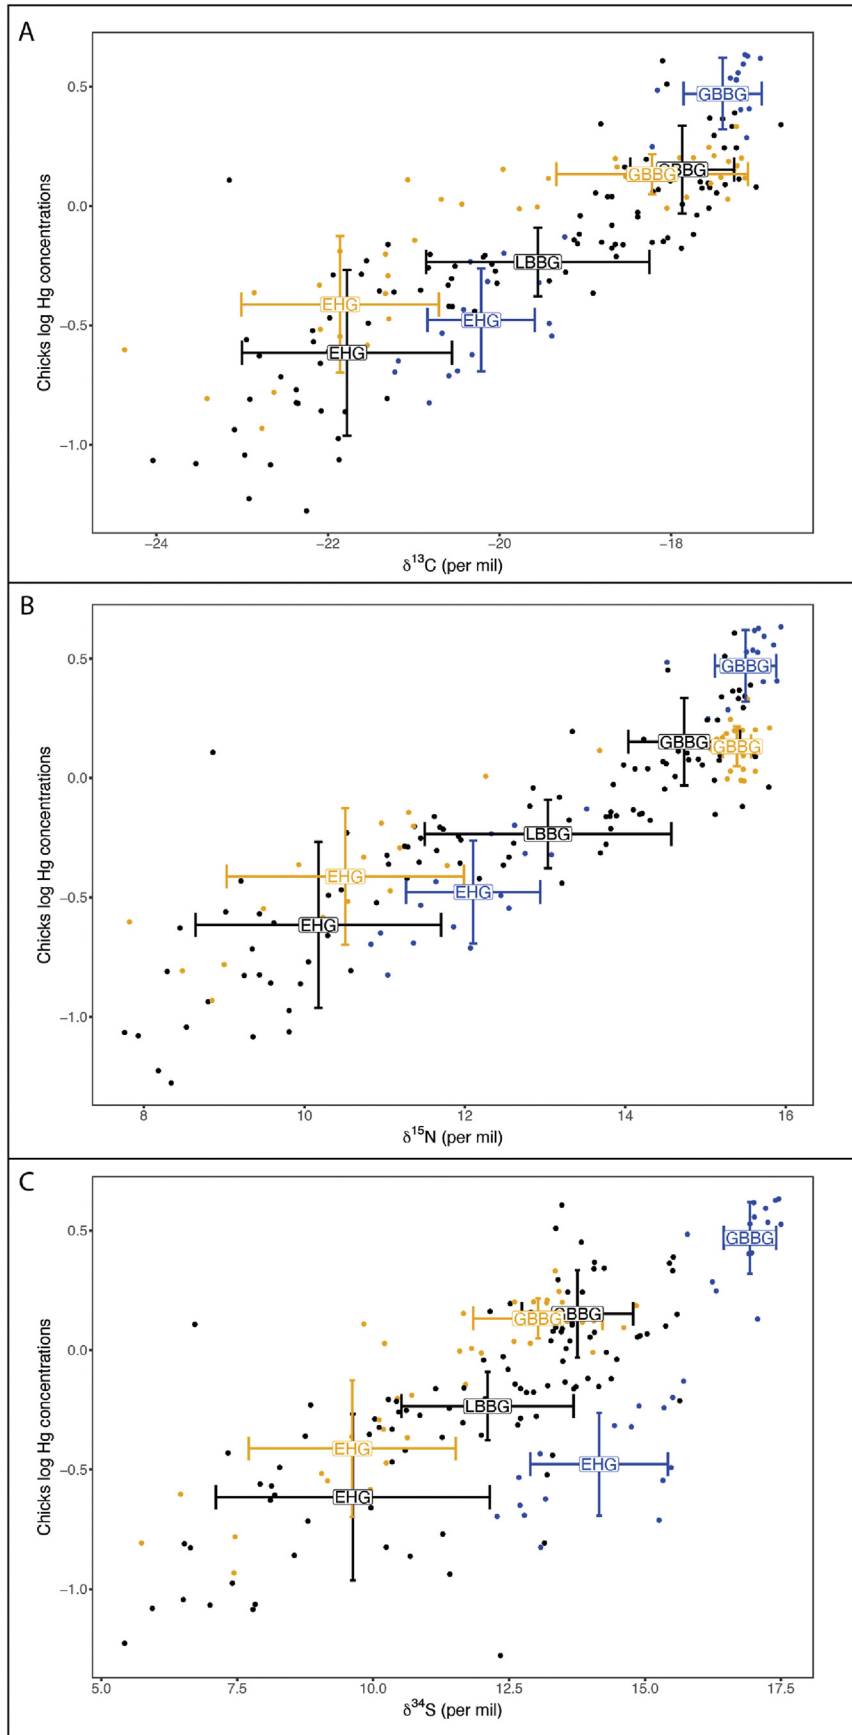 A
Chicks log Hg concentrations
0.5
0.0
−0.5
−1.0
GBBG
GBBG
GBBG
LBBG
EHG
EHG
EHG
−24
−22
−20
−18
δ13C (per mil)
B
Chicks log Hg concentrations
0.5
0.0
−0.5
−1.0
GBBG
GBBG
GBBG
LBBG
EHG
EHG
EHG
8
10
12
14
16
δ15N (per mil)
C
Chicks log Hg concentrations
0.5
0.0
−0.5
−1.0
GBBG
GBBG
GBBG
LBBG
EHG
EHG
EHG
5.0
7.5
10.0
12.5
15.0
17.5
δ34S (per mil)